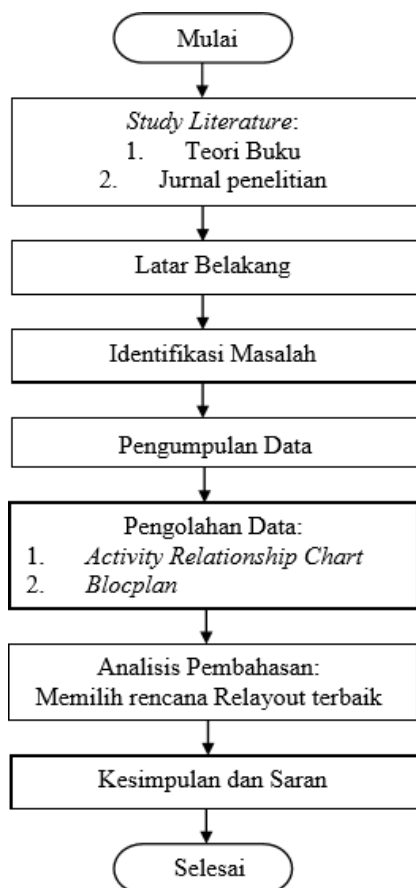 Mulai
Study Literature:
1. Teori Buku
2. Jurnal penelitian
Latar Belakang
Identifikasi Masalah
Pengumpulan Data
Pengolahan Data:
1. Activity Relationship Chart
2. Blocplan
Analisis Pembahasan:
Memilih rencana Relayout terbaik
Kesimpulan dan Saran
Selesai